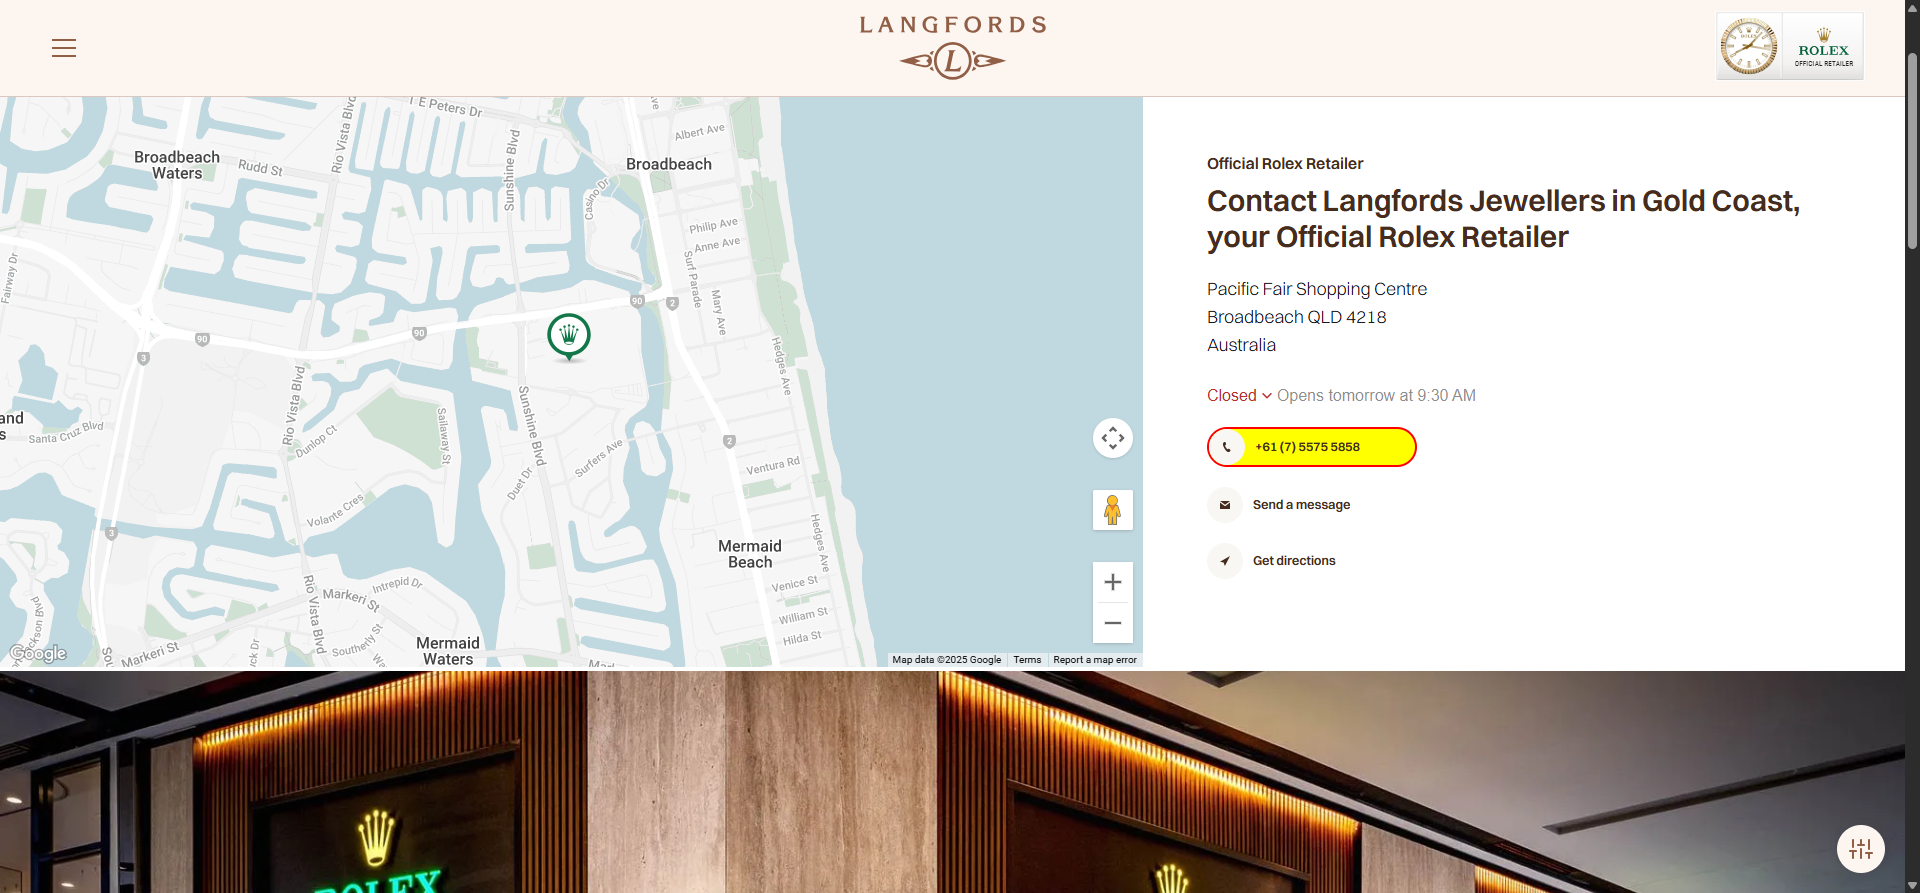 LANGFORDS
L
ROLEX
OFFICIAL RETAILER
Official Rolex Retailer
Contact Langfords Jewellers in Gold Coast,
your Official Rolex Retailer
Pacific Fair Shopping Centre
Broadbeach QLD 4218
Australia
Closed Opens tomorrow at 9:30 AM
+61 (7) 5575 5858
Send a message
Get directions
T E Peters Dr
Rio Vista Blvd
Broadbeach
Waters
Rudd St
Sunshine Blvd
Albert Ave
Broadbeach
Casino Dr
Philip Ave
Anne Ave
Surf Parade
Mary Ave
Fairway Dr
90
2
90
90
3
Hedges Ave
Rio Vista Blvd
Sunshine Blvd
Sailaway St
Santa Cruz Blvd
Dunlop Ct
Surfers Ave
2
Ventura Rd
Duet Dr
Volante Cres
3
Hedges Ave
Mermaid
Beach
Venice St
William St
Hilda St
Intrepid Dr
Markeri St
Rio Vista Blvd
Southerly St
Mermaid
Waters
Markeri St
Google
Map data ©2025 Google
Terms
Report a map error
ROLEX